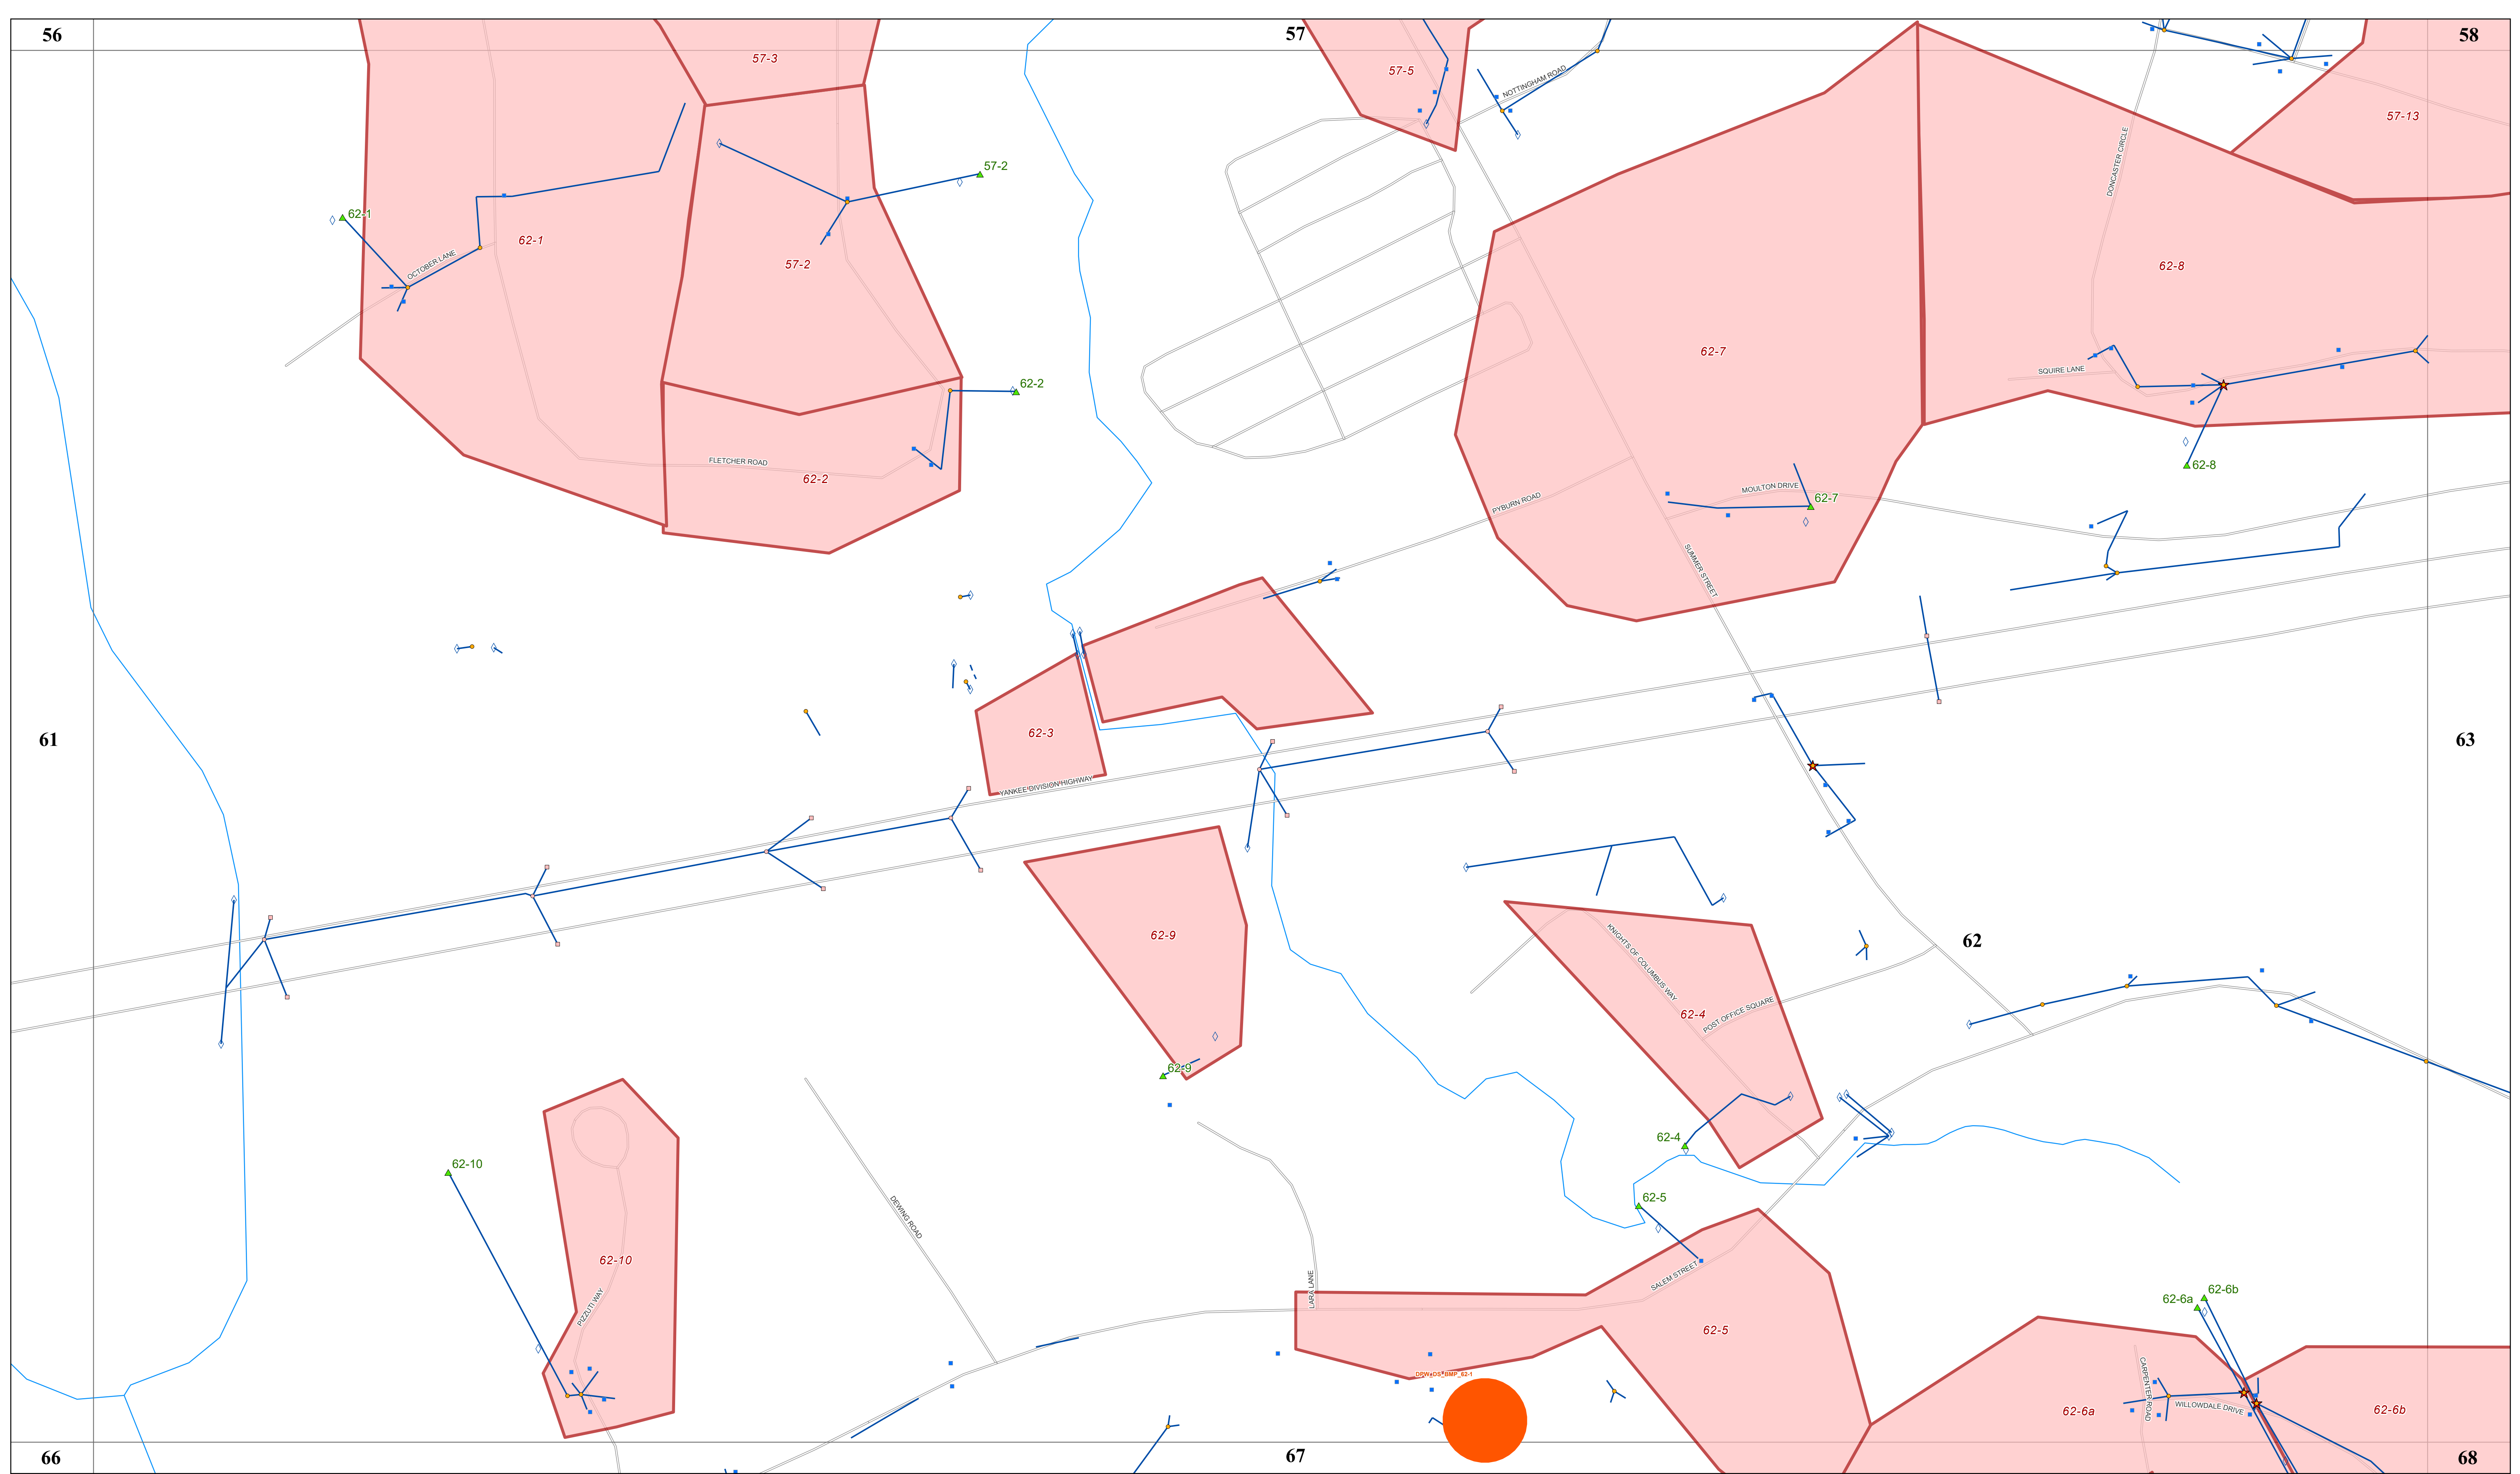 56
57
58
57-3
57-5
NOTTINGHAM ROAD
57-13
DONCASTER CIRCLE
57-2
62-1
62-1
OCTOBER LANE
57-2
62-8
62-7
62-2
SQUIRE LANE
FLETCHER ROAD
62-2
62-8
MOULTON DRIVE
62-7
PYBURN ROAD
SUMMER STREET
61
62-3
63
YANKEE DIVISION HIGHWAY
62-9
62
KNIGHTS OF COLUMBUS WAY
62-4
POST OFFICE SQUARE
62-9
62-4
62-10
62-5
DEWING ROAD
62-10
SALEM STREET
LARA LANE
PIZZUTI WAY
62-6b
62-6a
62-5
DPW-DS_BMP_62-1
CARPENTER ROAD
WILLOWDALE DRIVE
62-6a
62-6b
66
67
68